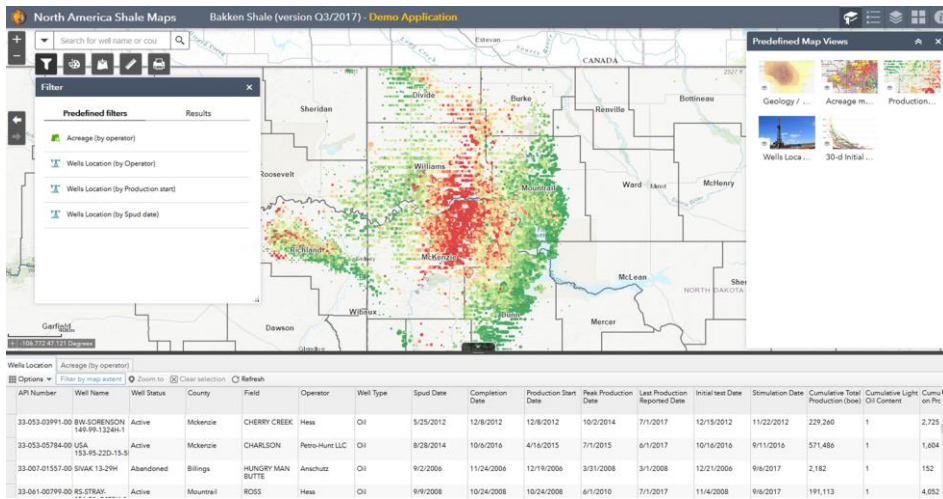 North America Shale Maps
Bakken Shale (version Q3/2017) - Demo Application
Search for well name or cou
Filter
Predefined filters Results
Acreage (by operator)
Wells Location (by Operator)
Wells Location (by Production start)
Wells Location (by Spud date)
Predefined Map Views
Geology / ...
Acreage m...
Production...
Wells Loca...
30-d Initial ...
Estevan
CANADA
Sheridan
Divide
Burke
Renville
Bottineau
Roosevelt
Williams
Mountrail
Ward
Minot
McHenry
Richland
McKenzie
McLean
NORTH DAKOTA
Garfield
Dawson
Wibaux
Dunn
Mercer
-106.772 47.121 Degrees
Wells Location Acreage (by operator)
Options Filter by map extent Zoom to Clear selection Refresh
API Number Well Name Well Status County Field Operator Well Type Spud Date Completion Date Production Start Date Peak Production Date Last Production Reported Date Initial test Date Stimulation Date Cumulative Total Production (boe) Cumulative Light Oil Content
33-053-03991-00 BW-SORENSON 149-99-1324H-1 Active Mckenzie CHERRY CREEK Hess Oil 5/25/2012 12/8/2012 12/8/2012 10/2/2014 7/1/2017 12/15/2012 11/22/2012 229,260 1 2,725
33-053-05784-00 USA 153-95-22D-15-5 Active Mckenzie CHARLSON Petro-Hunt LLC Oil 8/28/2014 10/6/2016 4/16/2015 7/1/2015 6/1/2017 10/16/2016 9/11/2016 571,486 1 1,604
33-007-01557-00 SIVAK 13-29H Abandoned Billings HUNGRY MAN BUTTE Anschutz Oil 9/2/2006 11/24/2006 12/19/2006 3/31/2008 3/1/2008 12/21/2006 9/6/2017 2,182 1 152
33-061-00799-00 RS-STRAY- Active Mountrail ROSS Hess Oil 9/9/2008 10/24/2008 10/24/2008 6/1/2010 7/1/2017 11/4/2008 9/6/2017 191,113 1 4,052